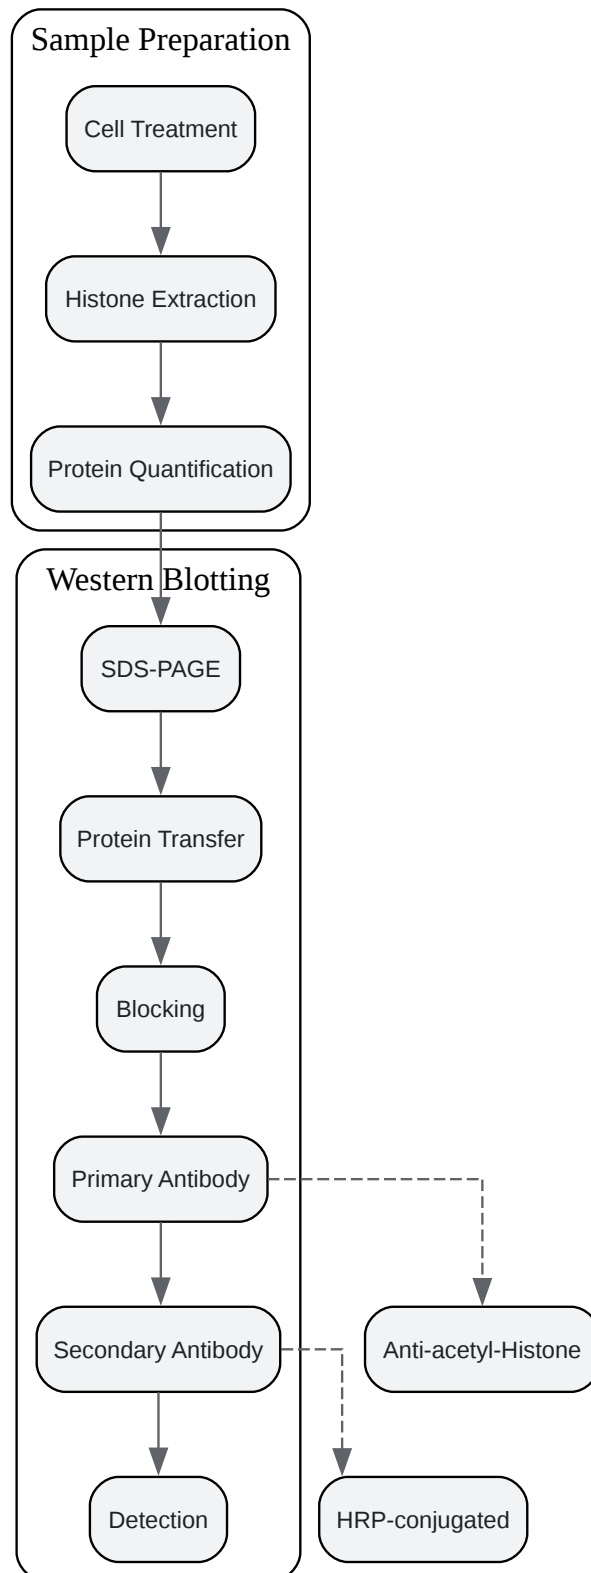 Sample Preparation
Cell Treatment
Histone Extraction
Protein Quantification
Western Blotting
SDS-PAGE
Protein Transfer
Blocking
Primary Antibody
Secondary Antibody
Anti-acetyl-Histone
Detection
HRP-conjugated